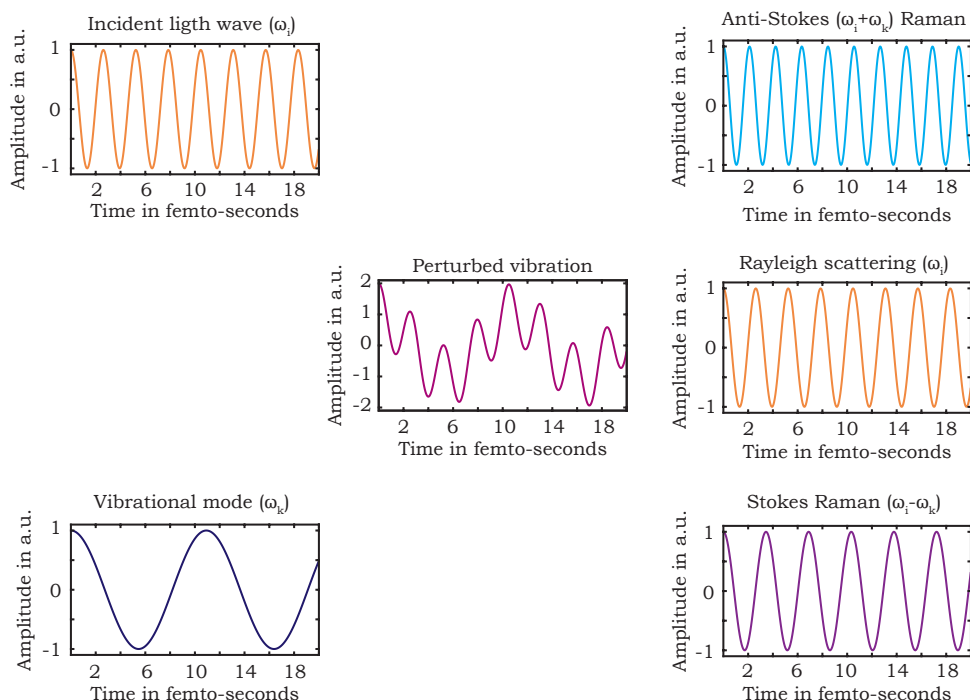 Incident ligth wave (ωi)
Amplitude in a.u.
1
0
-1
2 6 10 14 18
Time in femto-seconds
Anti-Stokes (ωi+ωk) Raman
Amplitude in a.u.
1
0
-1
2 6 10 14 18
Time in femto-seconds
Perturbed vibration
Amplitude in a.u.
2
1
0
-1
-2
2 6 10 14 18
Time in femto-seconds
Rayleigh scattering (ωi)
Amplitude in a.u.
1
0
-1
2 6 10 14 18
Time in femto-seconds
Vibrational mode (ωk)
Amplitude in a.u.
1
0
-1
2 6 10 14 18
Time in femto-seconds
Stokes Raman (ωi-ωk)
Amplitude in a.u.
1
0
-1
2 6 10 14 18
Time in femto-seconds